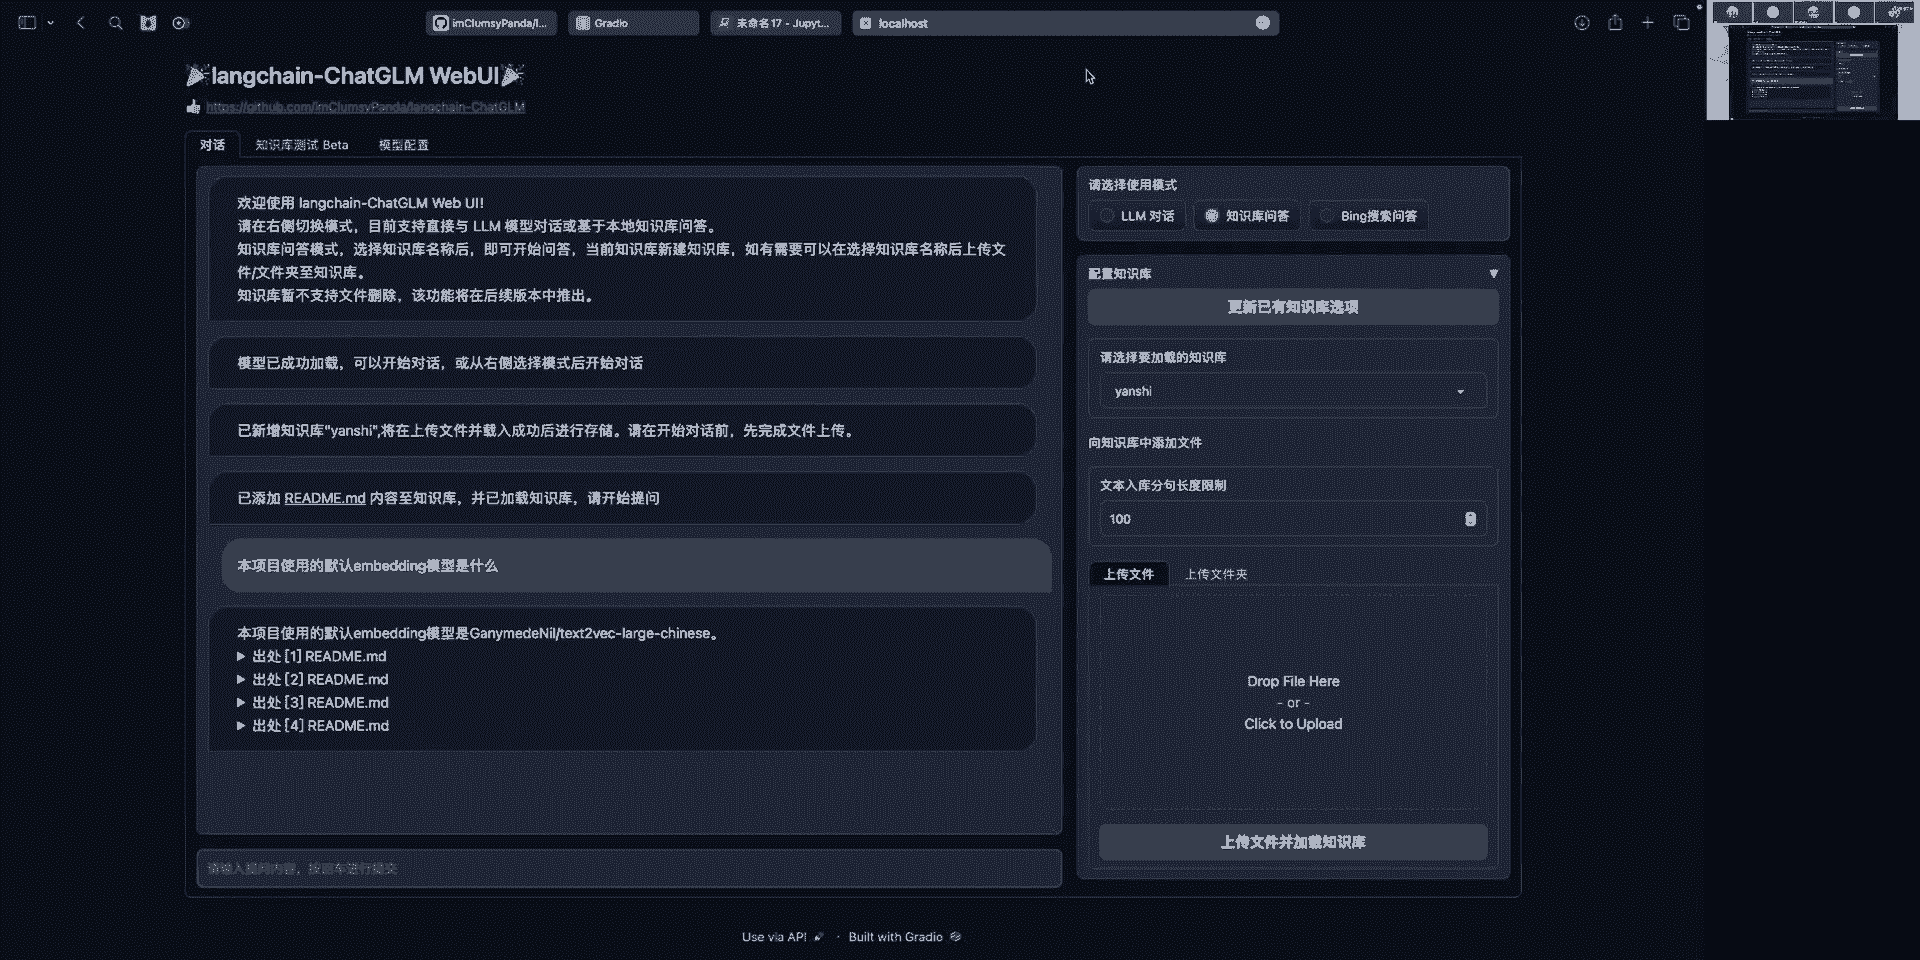 imClumsyPanda/l...
Gradio
未命名17 - Jupyt...
localhost
langchain-ChatGLM WebUI
https://github.com/imClumsyPanda/langchain-ChatGLM
对话
知识库测试 Beta
模型配置
欢迎使用 langchain-ChatGLM Web UI!
请在右侧切换模式，目前支持直接与 LLM 模型对话或基于本地知识库问答。
知识库问答模式，选择知识库名称后，即可开始问答，当前知识库新建知识库，如有需要可以在选择知识库名称后上传文
件/文件夹至知识库。
知识库暂不支持文件删除，该功能将在后续版本中推出。
模型已成功加载，可以开始对话，或从右侧选择模式后开始对话
已新增知识库"yanshi",将在上传文件并载入成功后进行存储。请在开始对话前，先完成文件上传。
已添加 README.md 内容至知识库，并已加载知识库，请开始提问
本项目使用的默认embedding模型是什么
本项目使用的默认embedding模型是GanymedeNil/text2vec-large-chinese。
▶ 出处 [1] README.md
▶ 出处 [2] README.md
▶ 出处 [3] README.md
▶ 出处 [4] README.md
请输入提问内容，按回车进行提交
请选择使用模式
LLM 对话
知识库问答
Bing搜索问答
配置知识库
更新已有知识库选项
请选择要加载的知识库
yanshi
向知识库中添加文件
文本入库分句长度限制
100
上传文件
上传文件夹
Drop File Here
- or -
Click to Upload
上传文件并加载知识库
Use via API
·
Built with Gradio